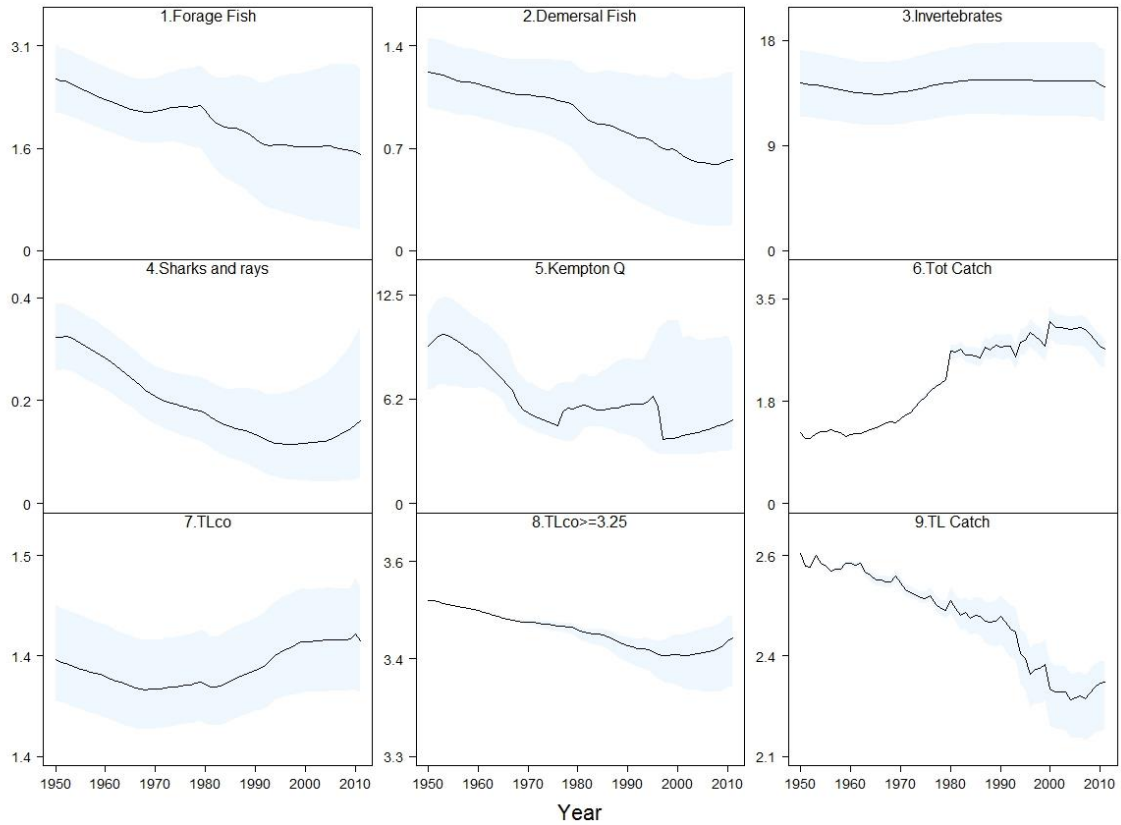 1.Forage Fish
2.Demersal Fish
3.Invertebrates
3.1
1.6
0
1.4
0.7
0
18
9
0
4.Sharks and rays
5.Kempton Q
6.Tot Catch
0.4
0.2
0
12.5
6.2
0
3.5
1.8
0
7.TLco
8.TLco>=3.25
9.TL Catch
1.5
1.4
1.4
3.6
3.4
3.3
2.6
2.4
2.1
1950 1960 1970 1980 1990 2000 2010
1950 1960 1970 1980 1990 2000 2010
1950 1960 1970 1980 1990 2000 2010
Year